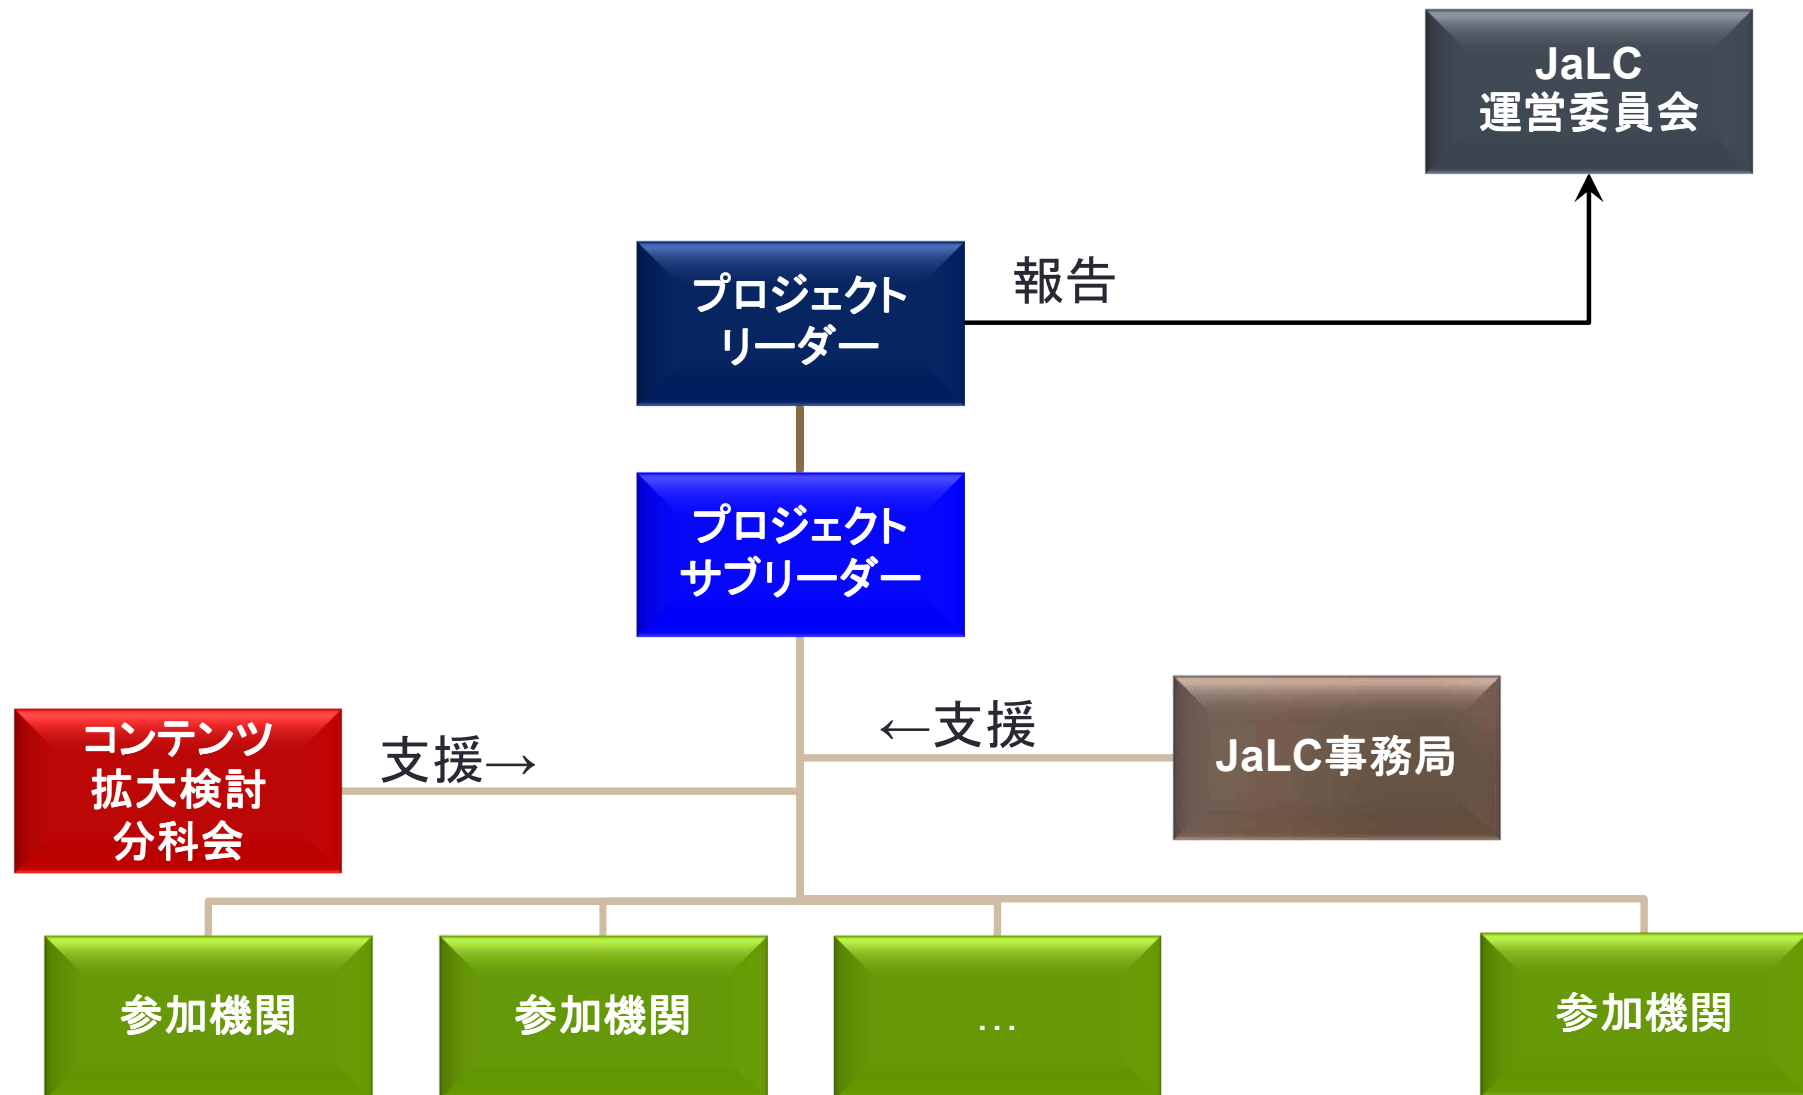 JaLC
運営委員会
プロジェクト
リーダー
報告
プロジェクト
サブリーダー
コンテンツ
拡大検討
分科会
支援→
←支援
JaLC事務局
参加機関
参加機関
…
参加機関